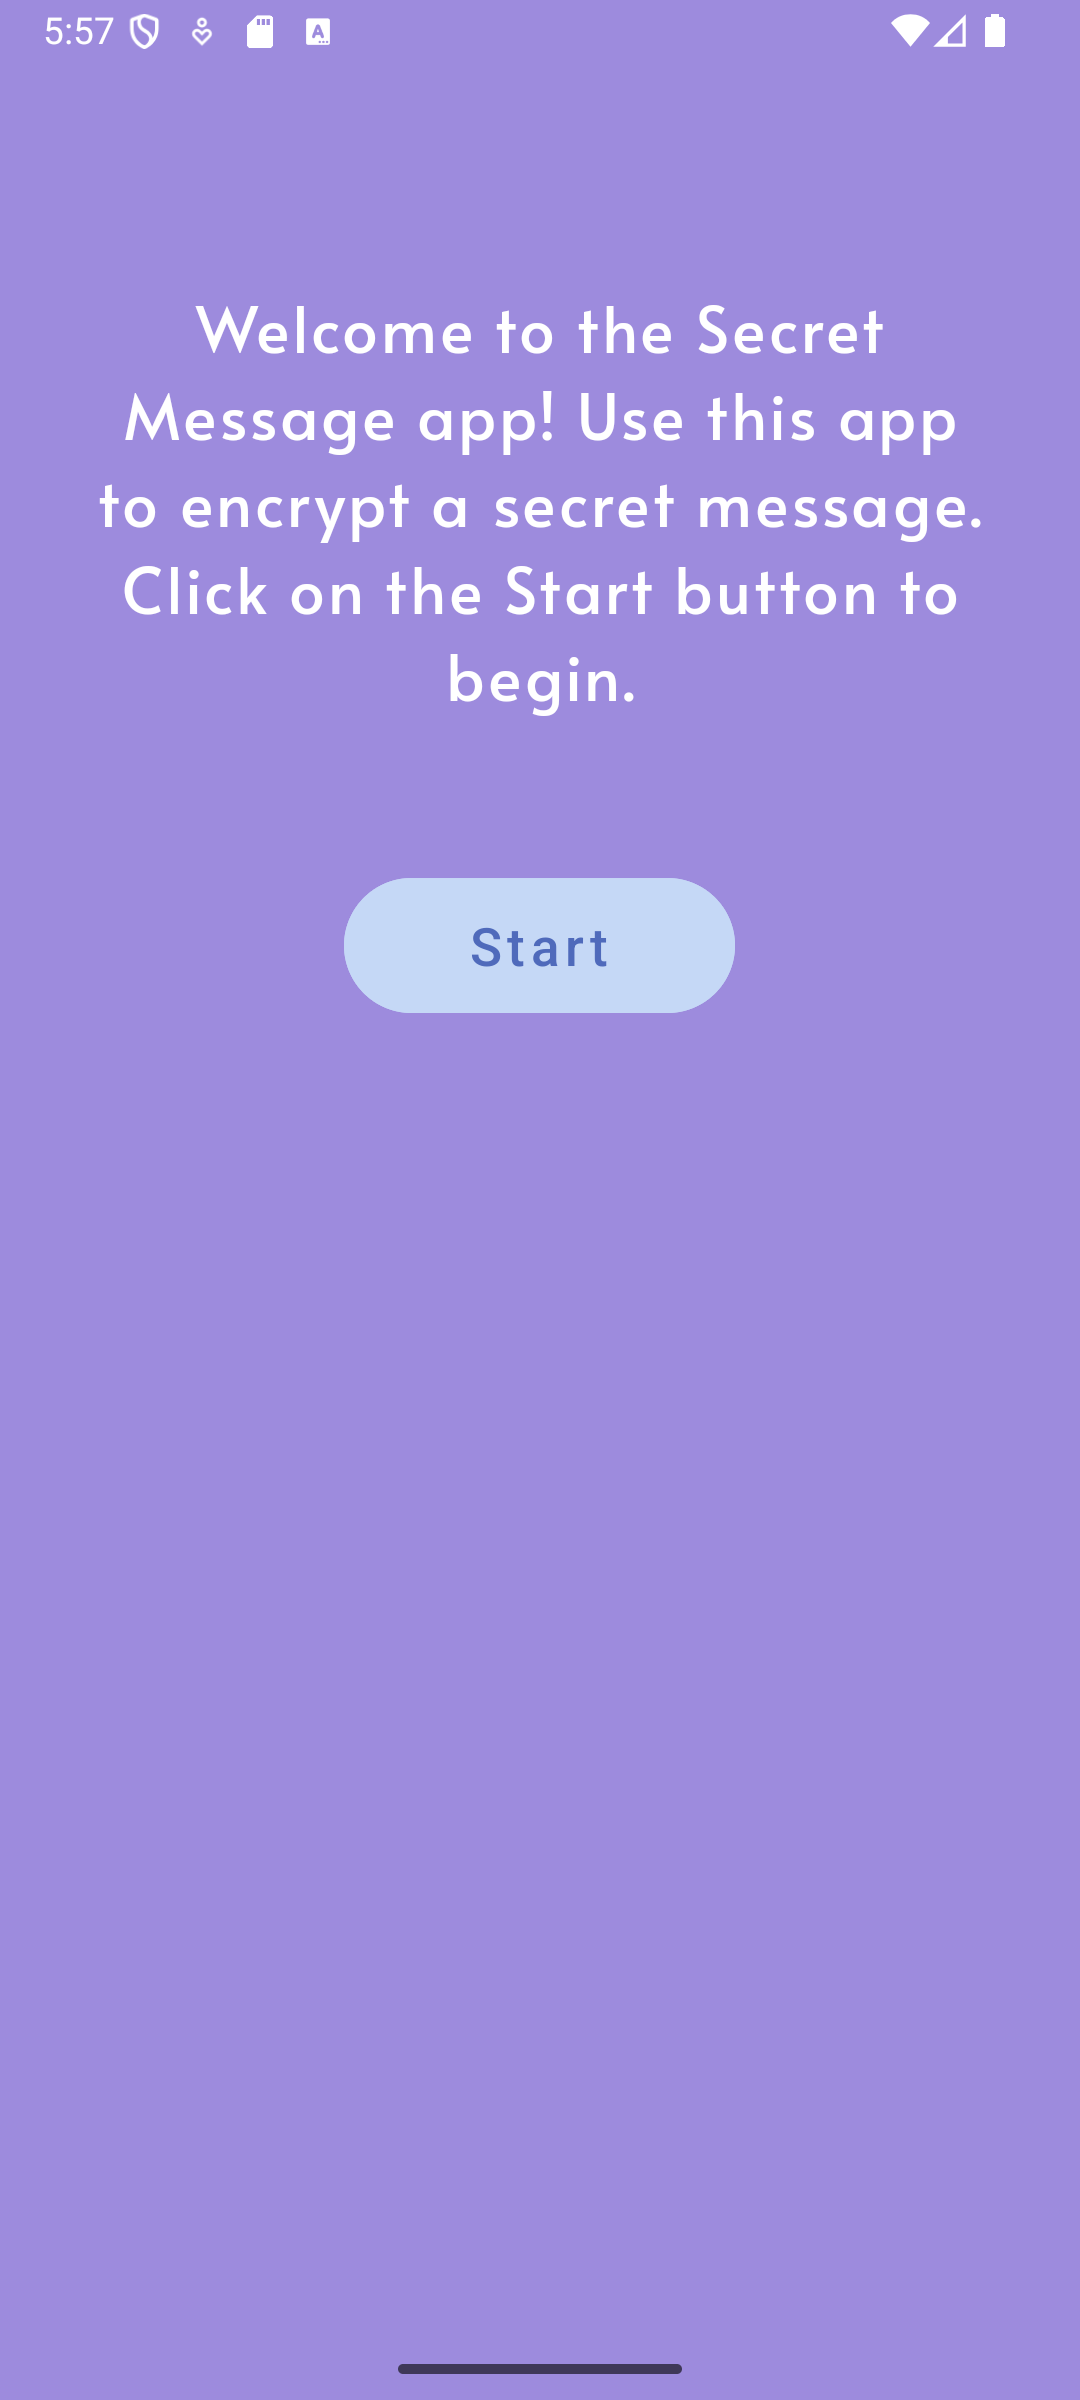 5:57
Welcome to the Secret
Message app! Use this app
to encrypt a secret message.
Click on the Start button to
begin.
Start